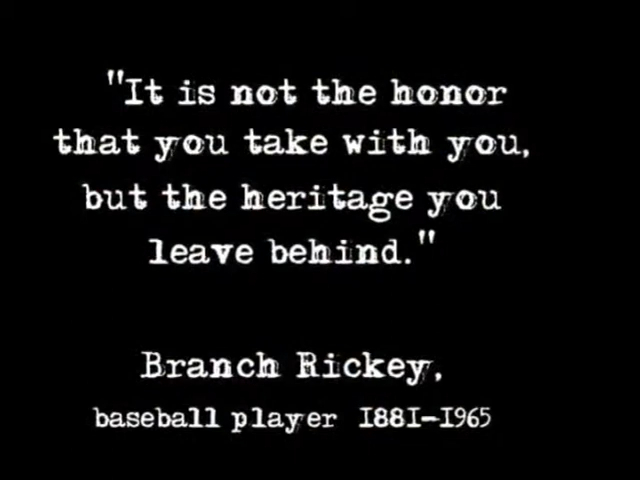 "It is not the honor
that you take with you,
but the heritage you
leave behind."
Branch Rickey,
baseball player 1881-1965